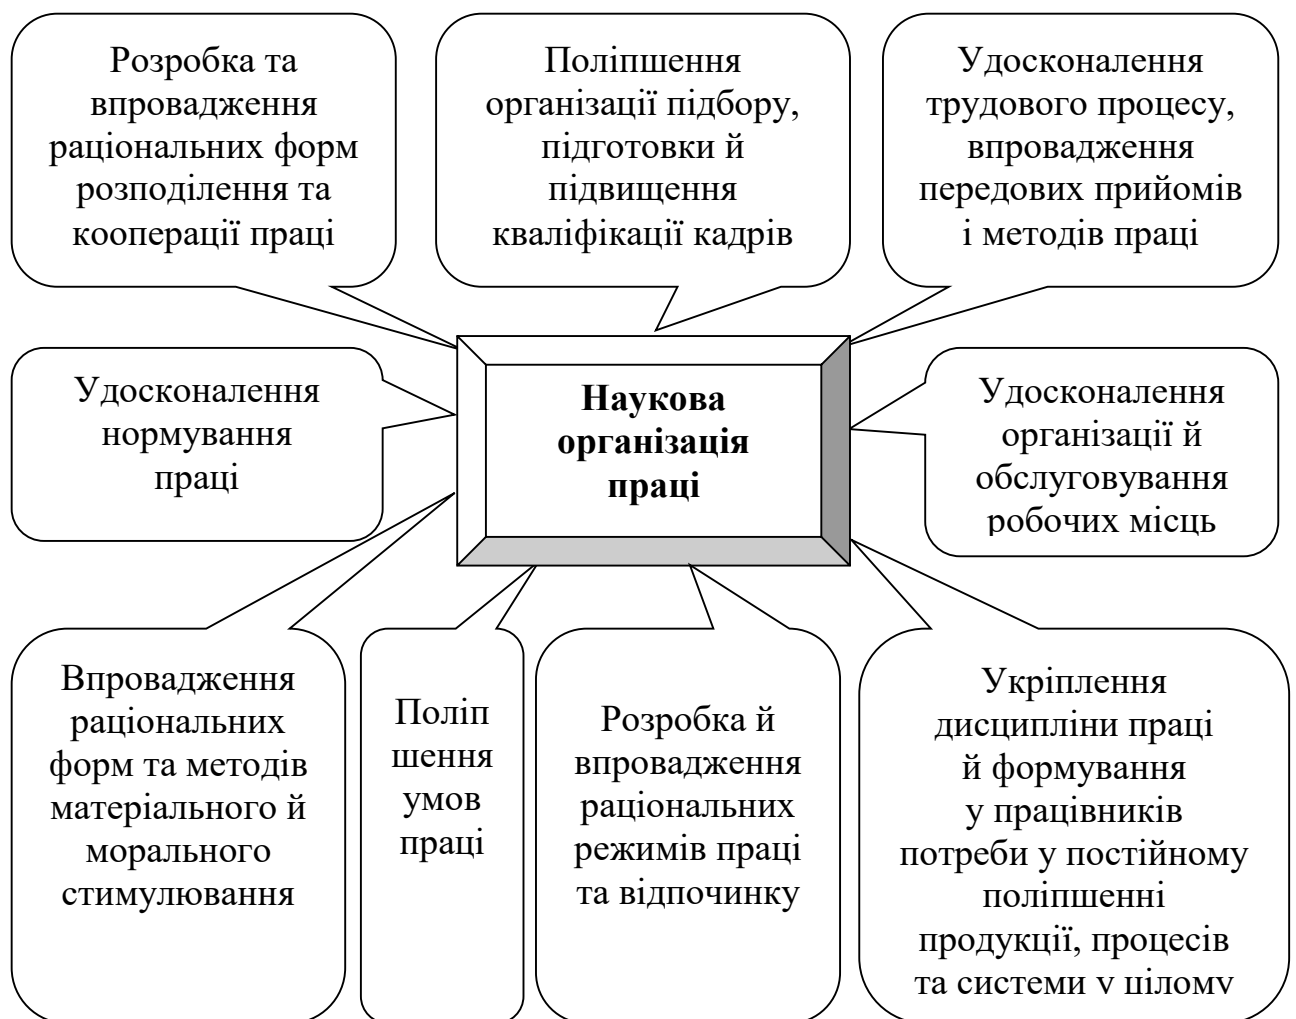 Розробка та
впровадження
раціональних форм
розподілення та
кооперації праці
Поліпшення
організації підбору,
підготовки й
підвищення
кваліфікації кадрів
Удосконалення
трудового процесу,
впровадження
передових прийомів
і методів праці
Удосконалення
нормування
праці
Наукова
організація
праці
Удосконалення
організації й
обслуговування
робочих місць
Впровадження
раціональних
форм та методів
матеріального й
морального
стимулювання
Поліп
шення
умов
праці
Розробка й
впровадження
раціональних
режимів праці
та відпочинку
Укріплення
дисципліни праці
й формування
у працівників
потреби у постійному
поліпшенні
продукції, процесів
та системи у цілому